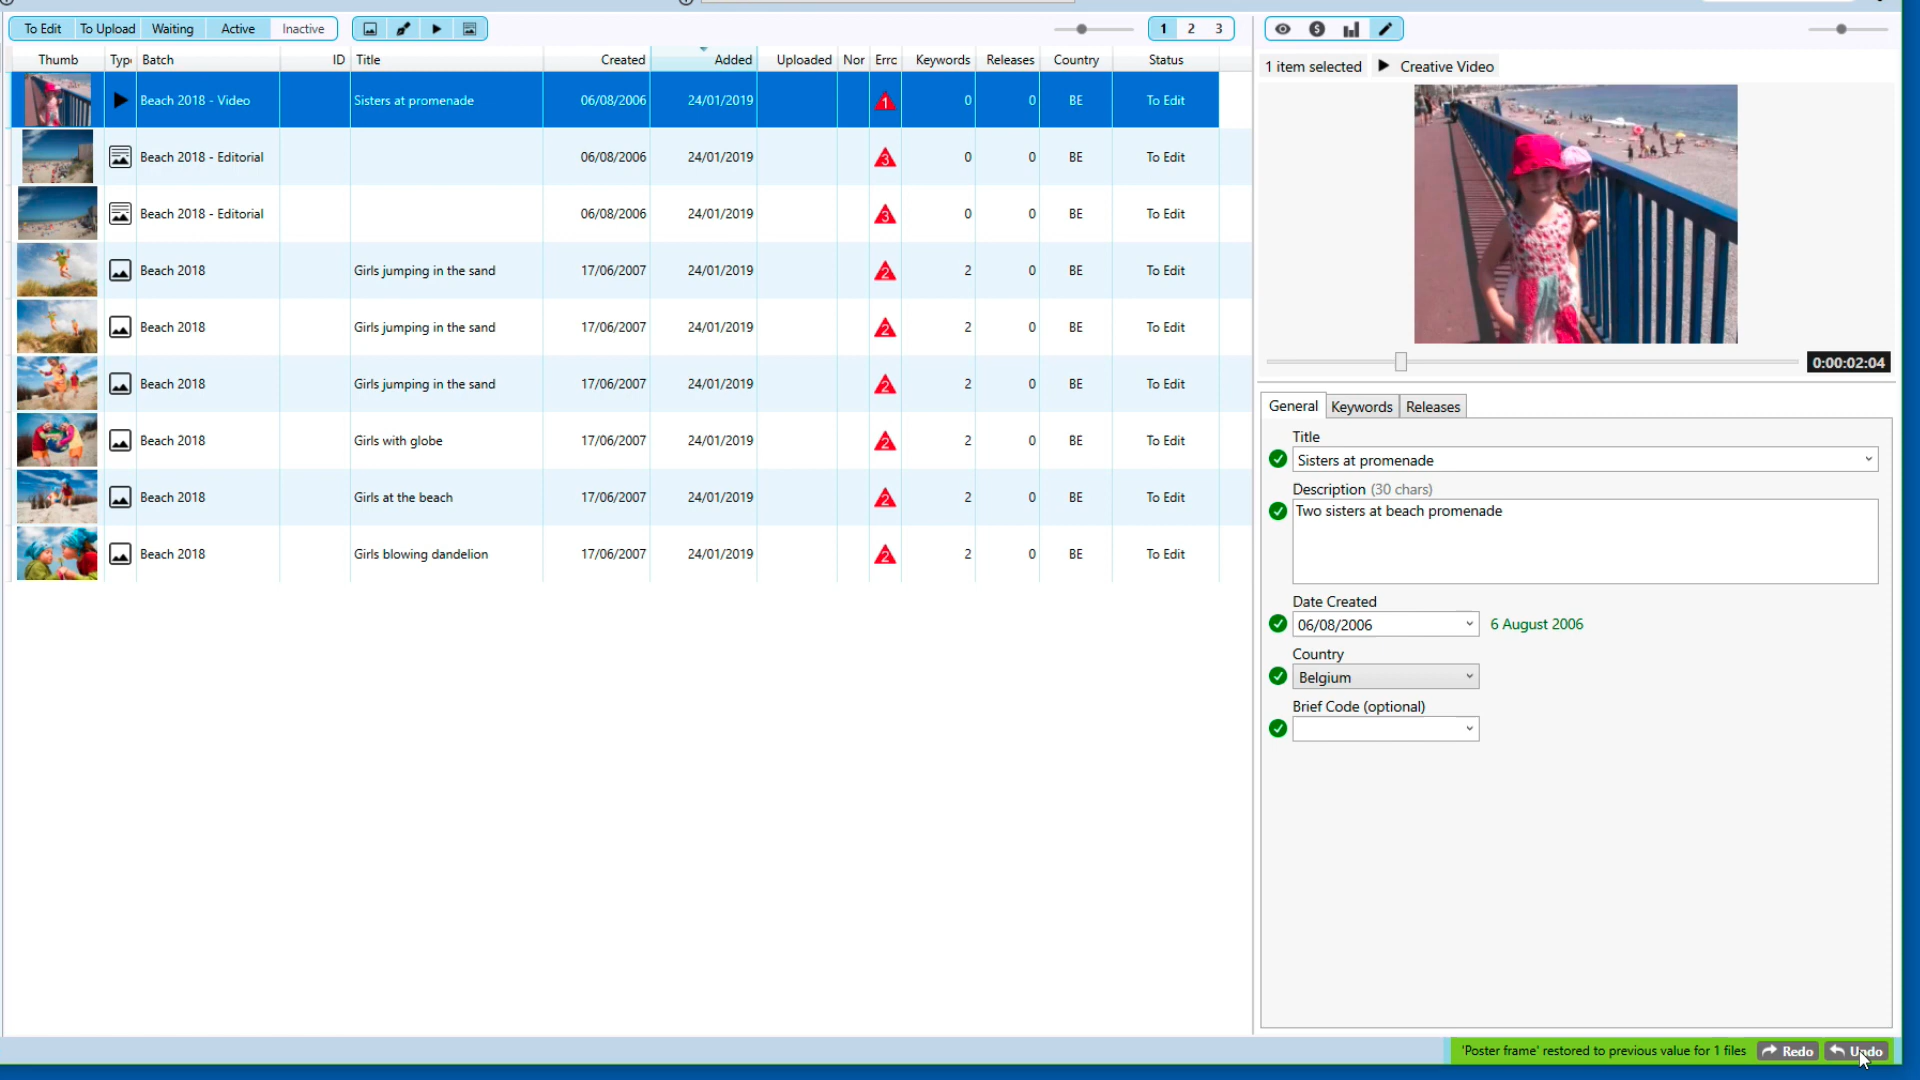 To Edit To Upload Waiting Active Inactive 1 2 3
Thumb Typ Batch ID Title Created Added Uploaded Nor Errc Keywords Releases Country Status
Beach 2018 - Video Sisters at promenade 06/08/2006 24/01/2019 1 0 0 BE To Edit
Beach 2018 - Editorial 06/08/2006 24/01/2019 3 0 0 BE To Edit
Beach 2018 - Editorial 06/08/2006 24/01/2019 3 0 0 BE To Edit
Beach 2018 Girls jumping in the sand 17/06/2007 24/01/2019 2 2 0 BE To Edit
Beach 2018 Girls jumping in the sand 17/06/2007 24/01/2019 2 2 0 BE To Edit
Beach 2018 Girls jumping in the sand 17/06/2007 24/01/2019 2 2 0 BE To Edit
Beach 2018 Girls with globe 17/06/2007 24/01/2019 2 2 0 BE To Edit
Beach 2018 Girls at the beach 17/06/2007 24/01/2019 2 2 0 BE To Edit
Beach 2018 Girls blowing dandelion 17/06/2007 24/01/2019 2 2 0 BE To Edit
1 item selected Creative Video
0:00:02:04
General Keywords Releases
Title
Sisters at promenade
Description (30 chars)
Two sisters at beach promenade
Date Created
06/08/2006 6 August 2006
Country
Belgium
Brief Code (optional)
'Poster frame' restored to previous value for 1 files Redo Undo